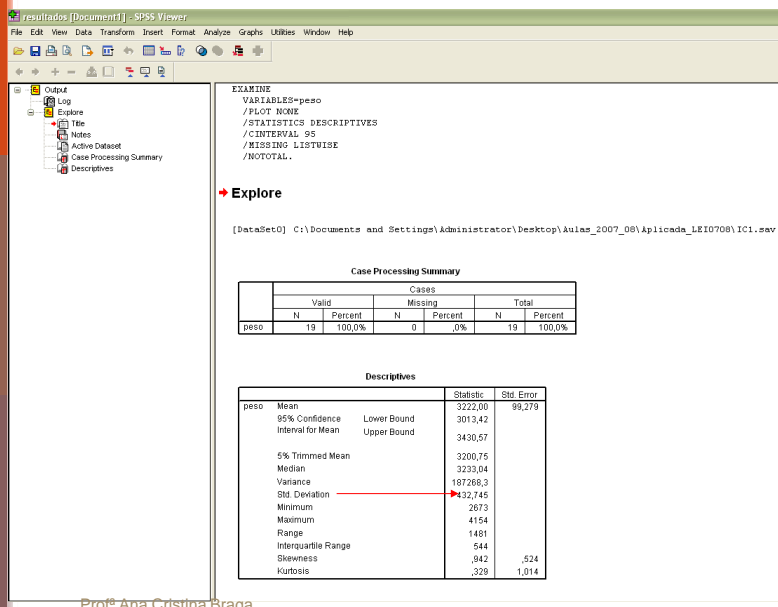 resultados [Document1] - SPSS Viewer
File Edit View Data Transform Insert Format Analyze Graphs Utilities Window Help
Output
Log
Explore
Title
Notes
Active Dataset
Case Processing Summary
Descriptives
EXAMINE
VARIABLES=peso
/PLOT NONE
/STATISTICS DESCRIPTIVES
/CINTERVAL 95
/MISSING LISTWISE
/NOTOTAL.
Explore
[DataSet0] C:\Documents and Settings\Administrator\Desktop\Aulas_2007_08\Aplicada_LEI0708\IC1.sav
Case Processing Summary
Cases
Valid Missing Total
N Percent N Percent N Percent
peso 19 100,0% 0 ,0% 19 100,0%
Descriptives
Statistic Std. Error
peso Mean 3222,00 99,279
95% Confidence Interval for Mean Lower Bound 3013,42
Upper Bound 3430,57
5% Trimmed Mean 3200,75
Median 3233,04
Variance 187268,3
Std. Deviation 432,745
Minimum 2673
Maximum 4154
Range 1481
Interquartile Range 544
Skewness ,942 ,524
Kurtosis ,329 1,014
Profª Ana Cristina Braga